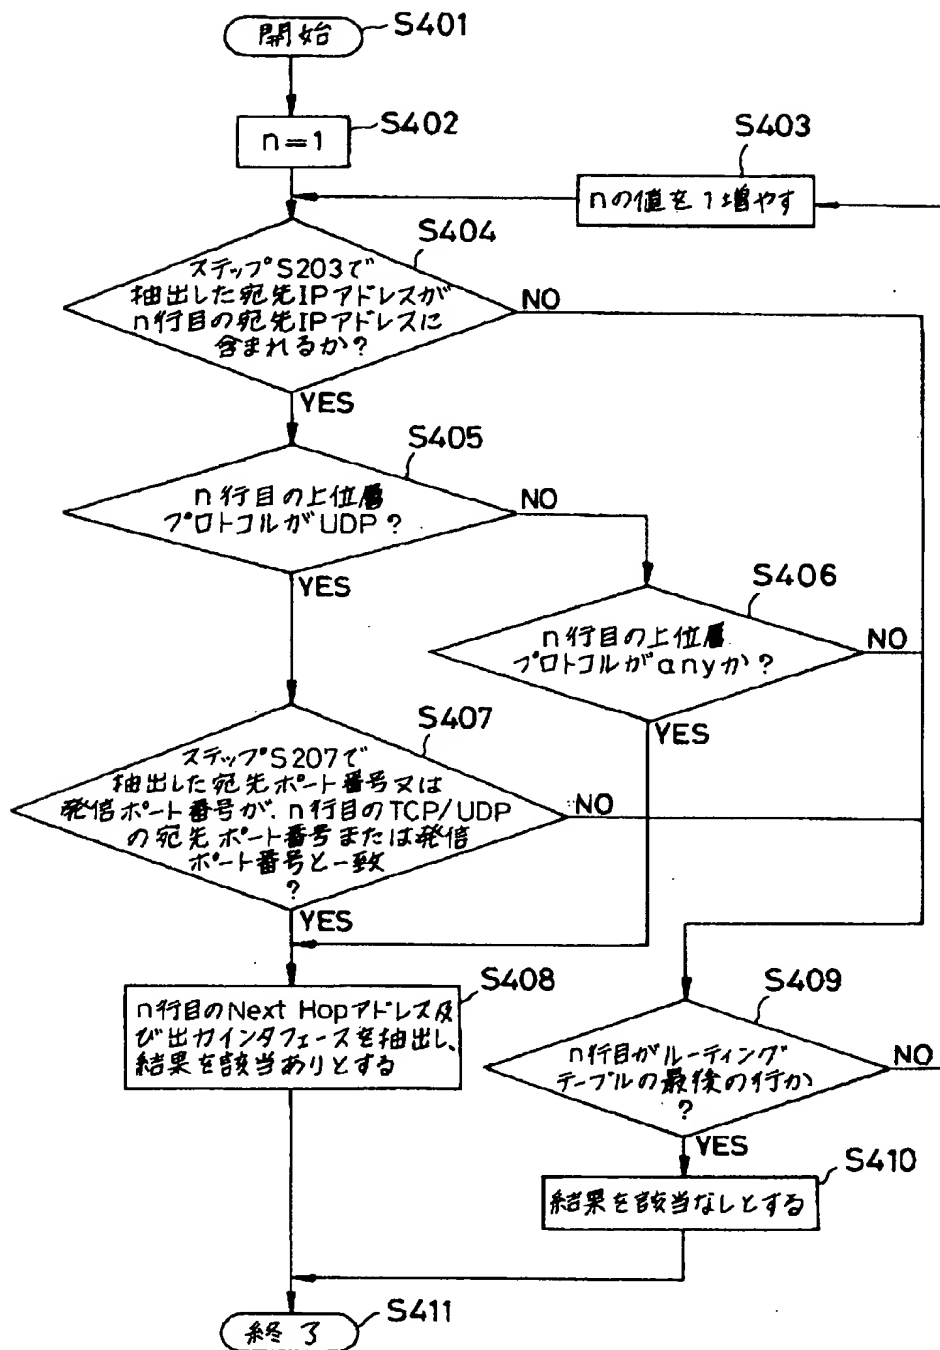 開始
S401
n=1
S402
S403
nの値を1増やす
S404
ステップS203で
抽出した宛先IPアドレスが
n行目の宛先IPアドレスに
含まれるか?
NO
YES
S405
n行目の上位層
プロトコルがUDP?
NO
YES
S406
n行目の上位層
プロトコルがanyか?
NO
YES
S407
ステップS207で
抽出した宛先ポート番号又は
発信ポート番号が、n行目のTCP/UDP
の宛先ポート番号または発信
ポート番号と一致
?
NO
YES
S408
n行目のNext Hopアドレス及
び出力インタフェースを抽出し、
結果を該当ありとする
S409
n行目がルーティング
テーブルの最後の行か
?
NO
YES
S410
結果を該当なしとする
S411
終了